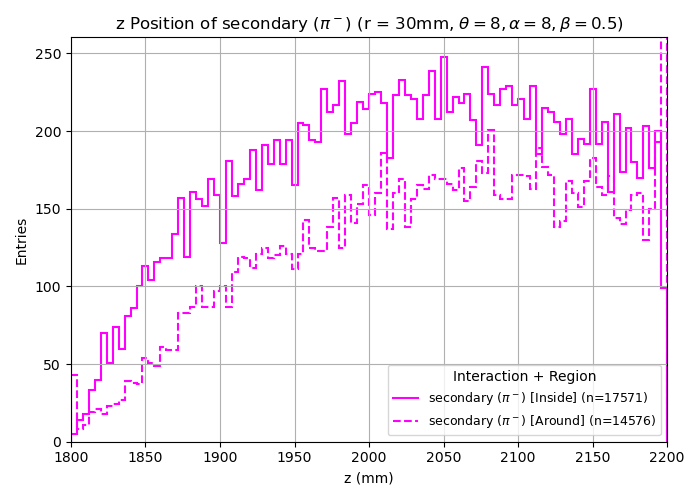 z Position of secondary (π⁻) (r = 30mm, θ = 8, α = 8, β = 0.5)
250
200
150
100
50
0
Entries
1800 1850 1900 1950 2000 2050 2100 2150 2200
z (mm)
Interaction + Region
secondary (π⁻) [Inside] (n=17571)
secondary (π⁻) [Around] (n=14576)